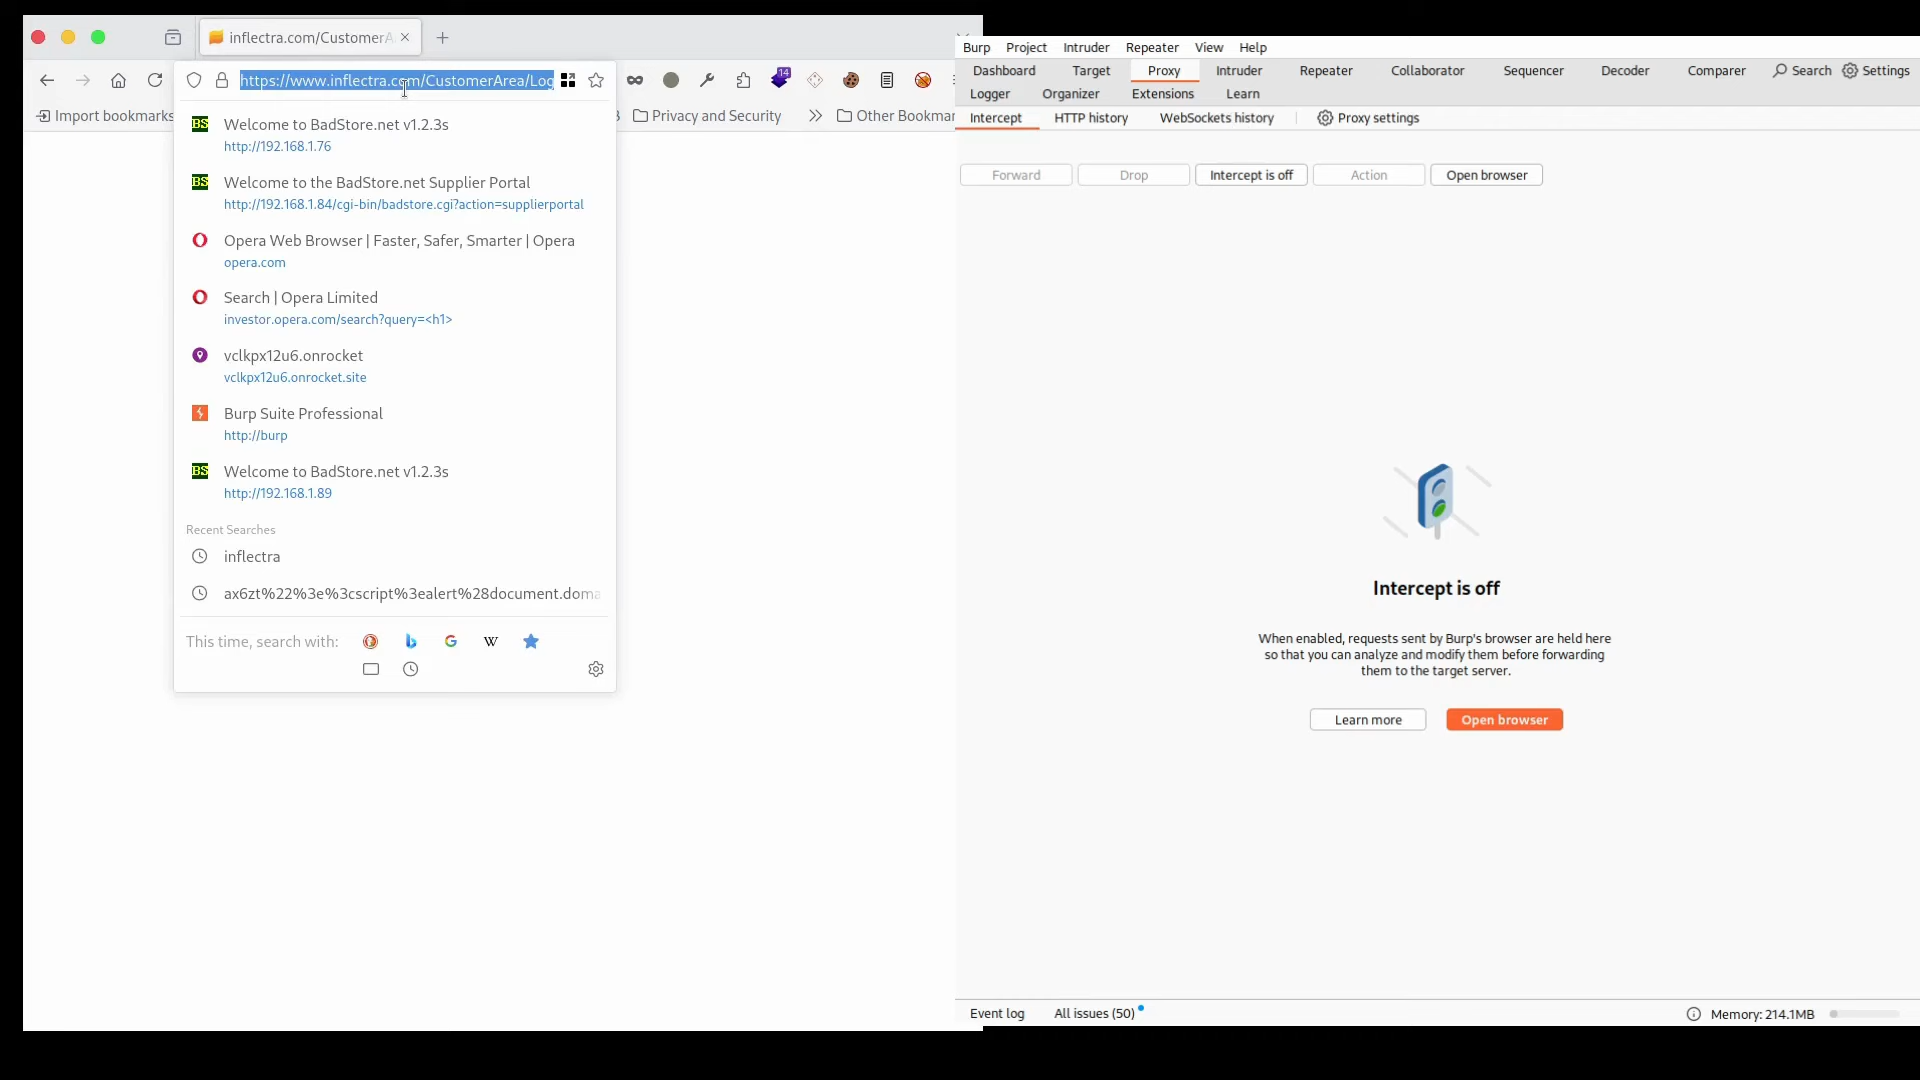 inflectra.com/CustomerA
https://www.inflectra.com/CustomerArea/Log
14
Import bookmarks
Privacy and Security
Other Bookmar
BS
Welcome to BadStore.net v1.2.3s
http://192.168.1.76
BS
Welcome to the BadStore.net Supplier Portal
http://192.168.1.84/cgi-bin/badstore.cgi?action=supplierportal
Opera Web Browser | Faster, Safer, Smarter | Opera
opera.com
Search | Opera Limited
investor.opera.com/search?query=<h1>
vclkpx12u6.onrocket
vclkpx12u6.onrocket.site
Burp Suite Professional
http://burp
BS
Welcome to BadStore.net v1.2.3s
http://192.168.1.89
Recent Searches
inflectra
ax6zt%22%3e%3cscript%3ealert%28document.doma
This time, search with:
W
Burp Project Intruder Repeater View Help
Dashboard Target Proxy Intruder Repeater Collaborator Sequencer Decoder Comparer Search Settings
Logger Organizer Extensions Learn
Intercept HTTP history WebSockets history Proxy settings
Forward Drop Intercept is off Action Open browser
Intercept is off
When enabled, requests sent by Burp's browser are held here
so that you can analyze and modify them before forwarding
them to the target server.
Learn more Open browser
Event log All issues (50) Memory: 214.1MB